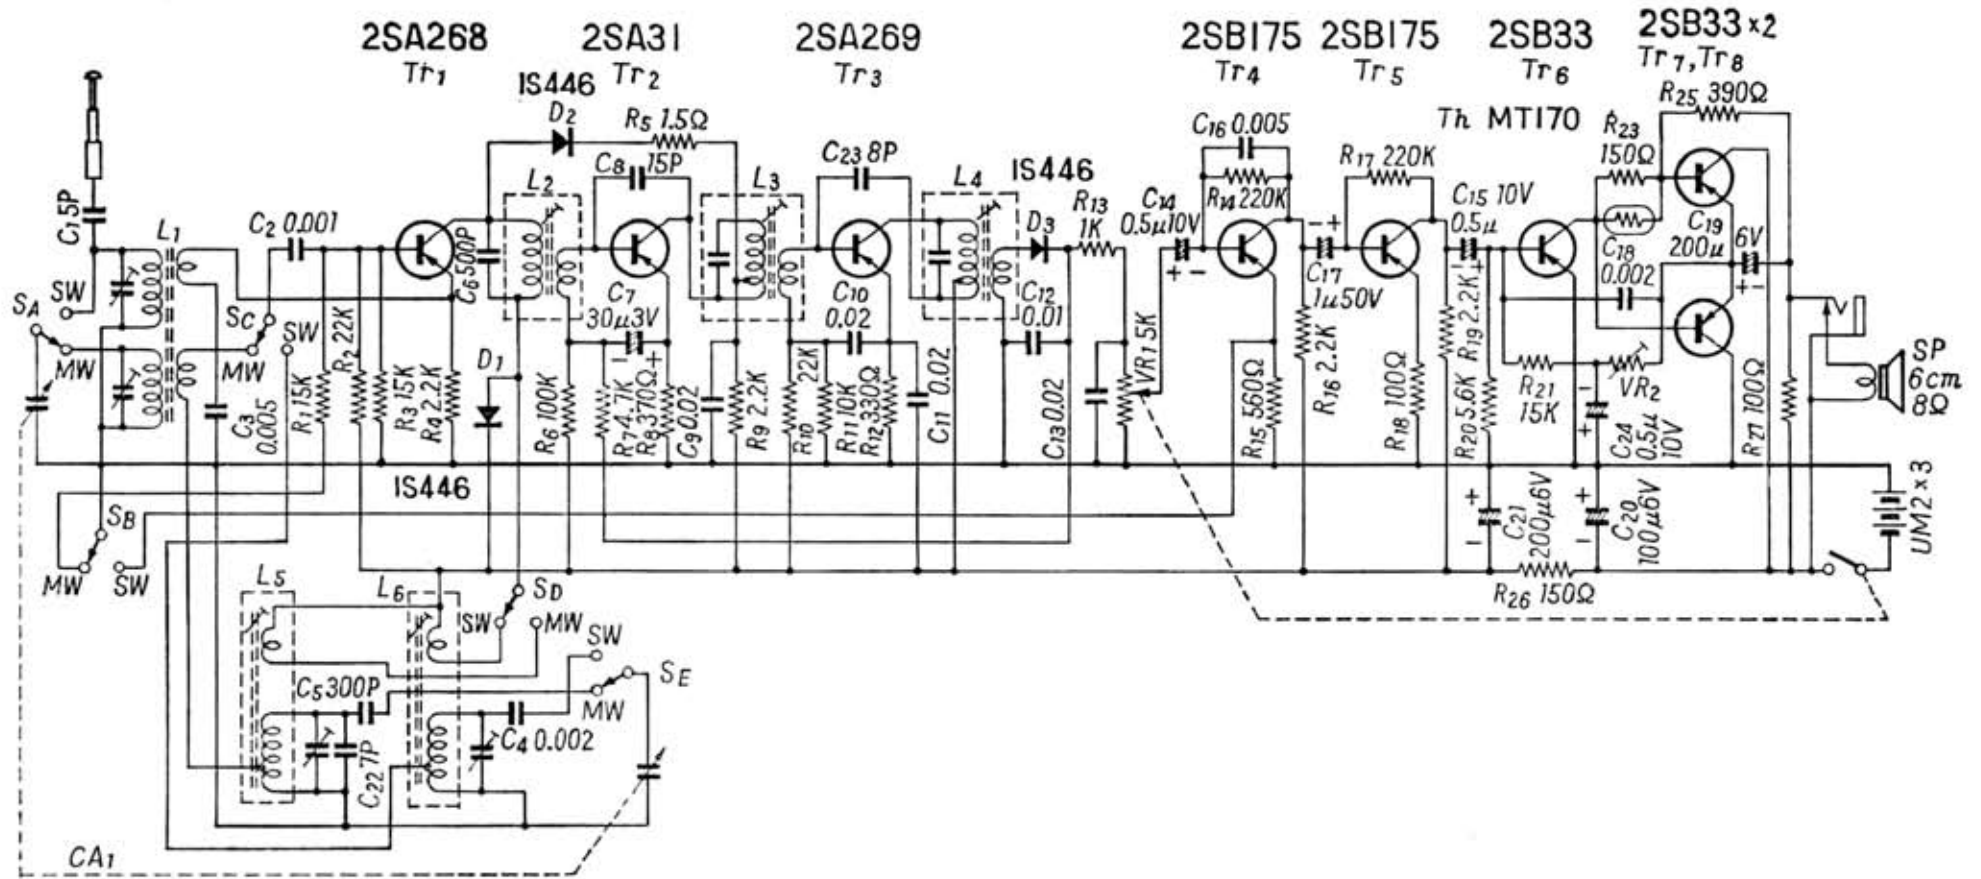 2SA268
Tr1
2SA31
Tr2
2SA269
Tr3
2SB175
Tr4
2SB175
Tr5
2SB33
Tr6
2SB33×2
Tr7, Tr8
1S446
D2
R5 1.5Ω
C8 15P
C23 8P
1S446
D3
R13
1K
C14
0.5μ10V
C16 0.005
R14 220K
R17 220K
C15 10V
0.5μ
Th MT170
R23
150Ω
R25 390Ω
C19
200μ
6V
C18
0.002
C1 5P
L1
C2 0.001
C6 500P
L2
L3
L4
C7
30μ3V
C10
0.02
C12
0.01
C17
1μ50V
SA
SW
MW
SC
MW
SW
C3
0.005
R1 15K
R2 22K
R3 15K
R4 2.2K
D1
1S446
R6 100K
R7 4.7K
R8 370Ω
C9 0.02
R9 2.2K
R10 22K
R11 10K
R12 330Ω
C11 0.02
C13 0.02
VR1 5K
R15 560Ω
R16 2.2K
R18 100Ω
R19 2.2K
R20 5.6K
R21
15K
VR2
C24
0.5μ
10V
R27 100Ω
SP
6cm
8Ω
SB
MW
SW
C21
200μ6V
C20
100μ6V
UM2×3
R26 150Ω
L5
L6
SD
SW
MW
SW
SE
MW
C5 300P
C22 7P
C4 0.002
CA1